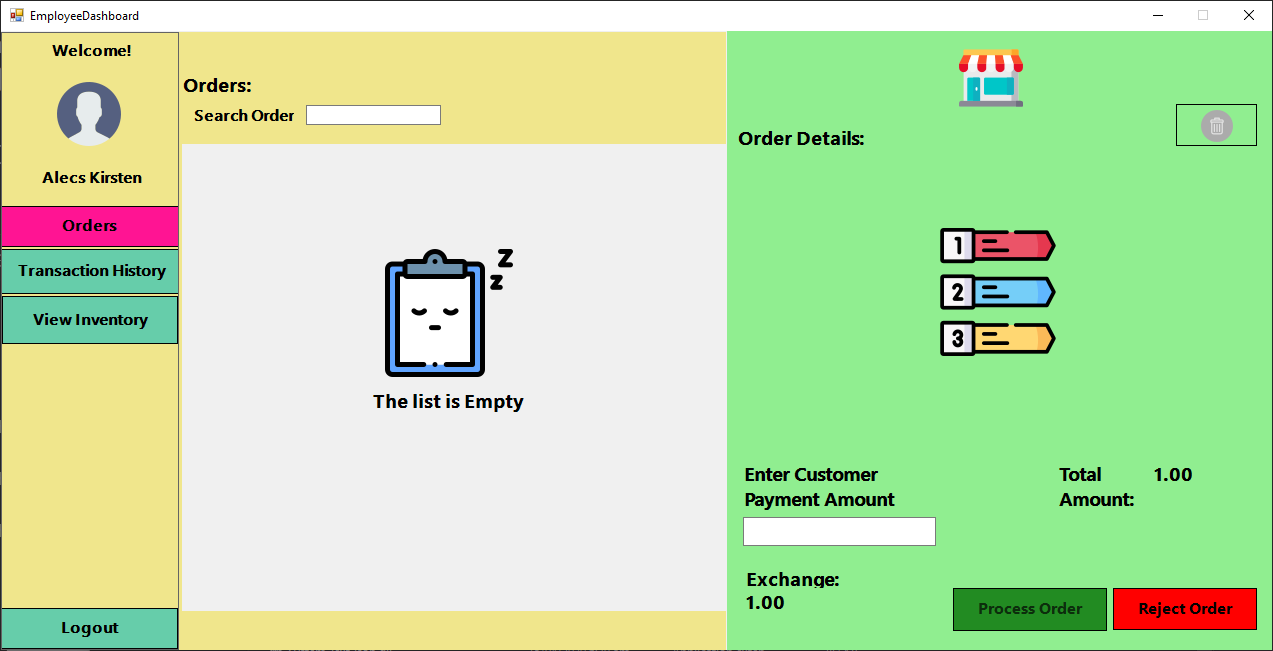 EmployeeDashboard
Welcome!
Alecs Kirsten
Orders
Transaction History
View Inventory
Logout
Orders:
Search Order
z
z
The list is Empty
Order Details:
1
2
3
Enter Customer
Payment Amount
Total
Amount:
1.00
Exchange:
1.00
Process Order
Reject Order